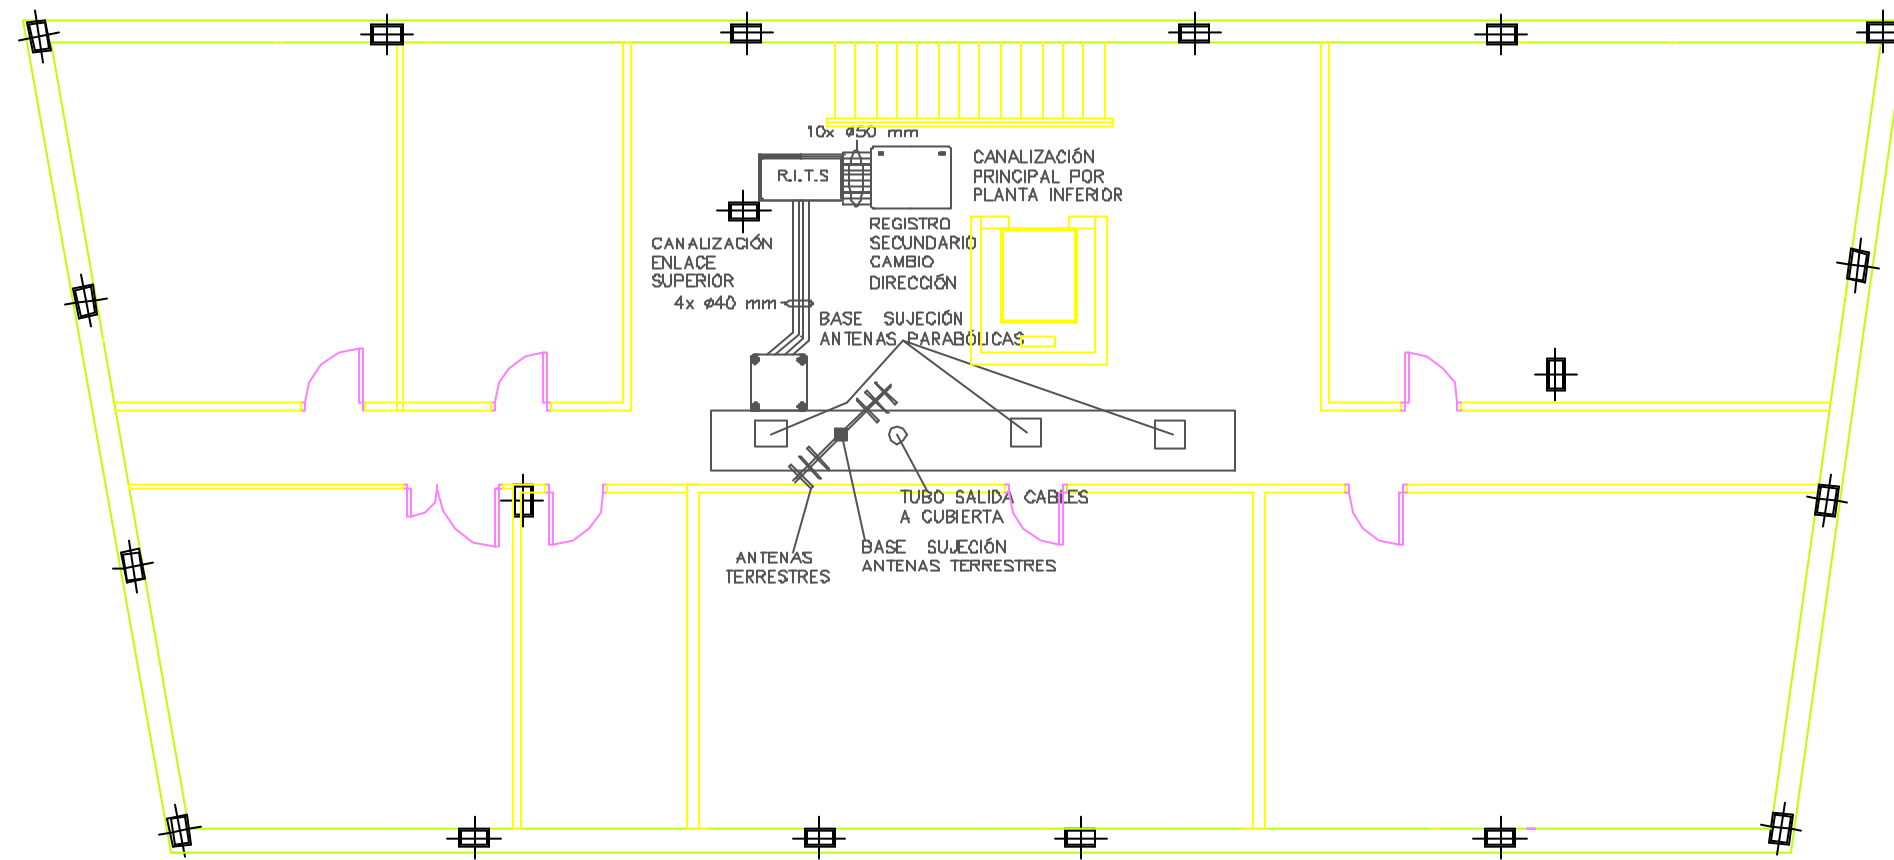 10x ø50 mm
R.I.T.S
CANALIZACIÓN
PRINCIPAL POR
PLANTA INFERIOR
REGISTRO
SECUNDARIO
CAMBIO
DIRECCIÓN
CANALIZACIÓN
ENLACE
SUPERIOR
4x ø40 mm
BASE SUJECIÓN
ANTENAS PARABÓLICAS
TUBO SALIDA CABLES
A CUBIERTA
BASE SUJECIÓN
ANTENAS TERRESTRES
ANTENAS
TERRESTRES